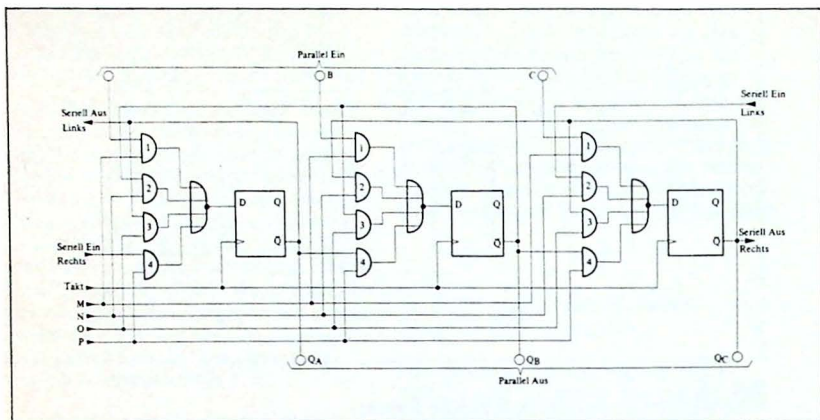 Parallel Ein
B
C
Seriell Ein
Links
Seriell Aus
Links
1
2
3
4
D
Q
Q̄
1
2
3
4
D
Q
Q̄
1
2
3
4
D
Q
Q̄
Seriell Ein
Rechts
Seriell Aus
Rechts
Takt
M
N
O
P
QA
QB
QC
Parallel Aus